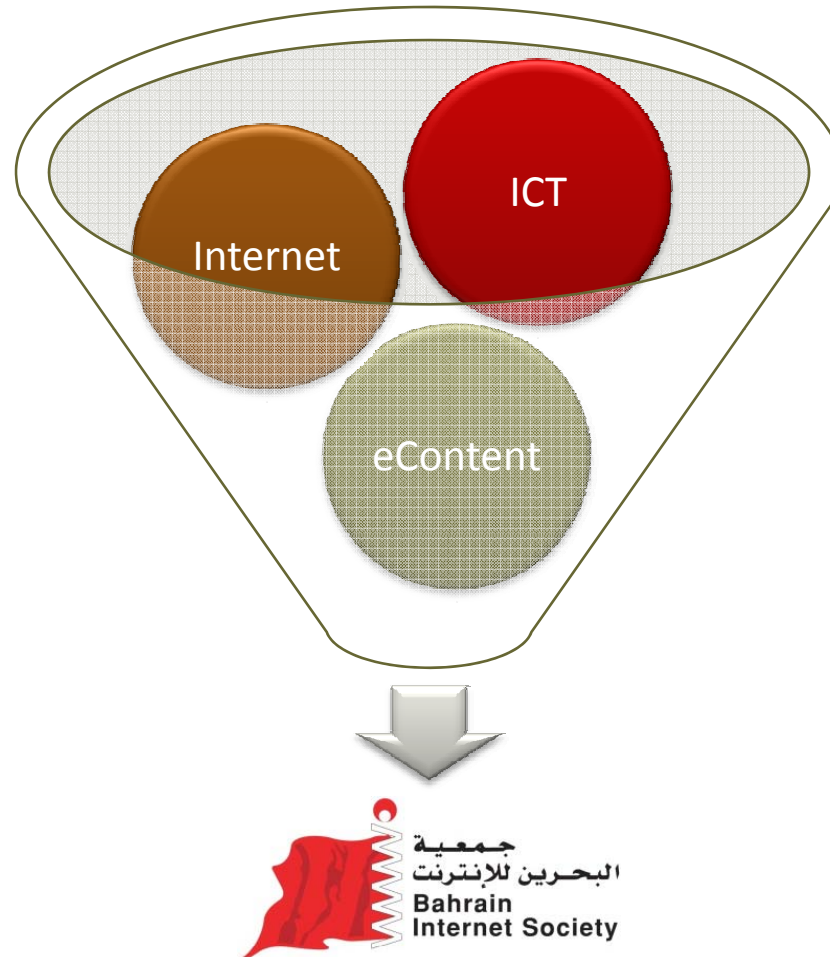 ICT
Internet
eContent
جمعية
البحرين للإنترنت
Bahrain
Internet Society